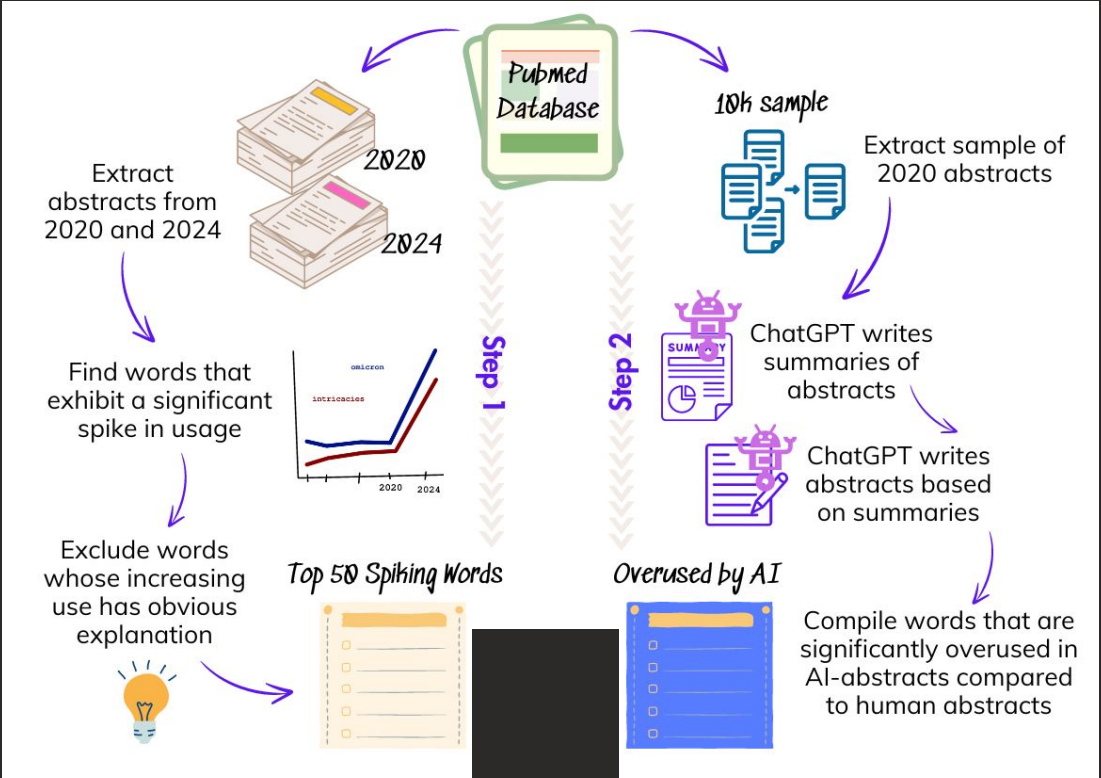 Pubmed
Database
2020
2024
Extract
abstracts from
2020 and 2024
Find words that
exhibit a significant
spike in usage
omicron
intricacies
2020 2024
Exclude words
whose increasing
use has obvious
explanation
Top 50 Spiking Words
Step 1
Step 2
10k sample
Extract sample of
2020 abstracts
SUMMARY
ChatGPT writes
summaries of
abstracts
ChatGPT writes
abstracts based
on summaries
Compile words that are
significantly overused in
AI-abstracts compared
to human abstracts
Overused by AI